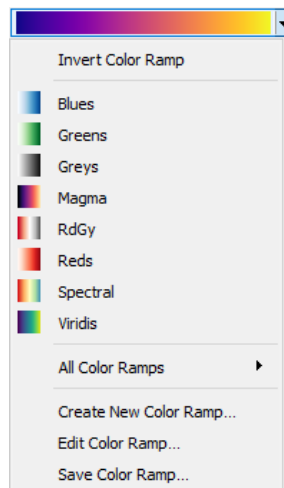 Invert Color Ramp
Blues
Greens
Greys
Magma
RdGy
Reds
Spectral
Viridis
All Color Ramps
Create New Color Ramp...
Edit Color Ramp...
Save Color Ramp...